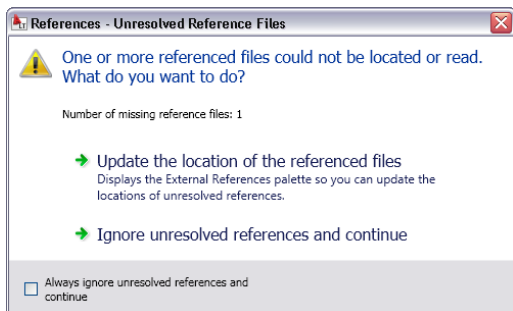 References - Unresolved Reference Files
One or more referenced files could not be located or read.
What do you want to do?
Number of missing reference files: 1
Update the location of the referenced files
Displays the External References palette so you can update the
locations of unresolved references.
Ignore unresolved references and continue
Always ignore unresolved references and
continue